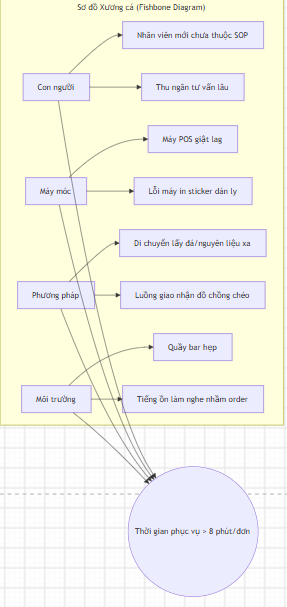 Sơ đồ Xương cá (Fishbone Diagram)
Nhân viên mới chưa thuộc SOP
Con người
Thu ngân tư vấn lâu
Máy POS giật lag
Máy móc
Lỗi máy in sticker dán ly
Di chuyển lấy đá/nguyên liệu xa
Phương pháp
Luồng giao nhận đồ chồng chéo
Quầy bar hẹp
Môi trường
Tiếng ồn làm nghe nhầm order
Thời gian phục vụ > 8 phút/đơn